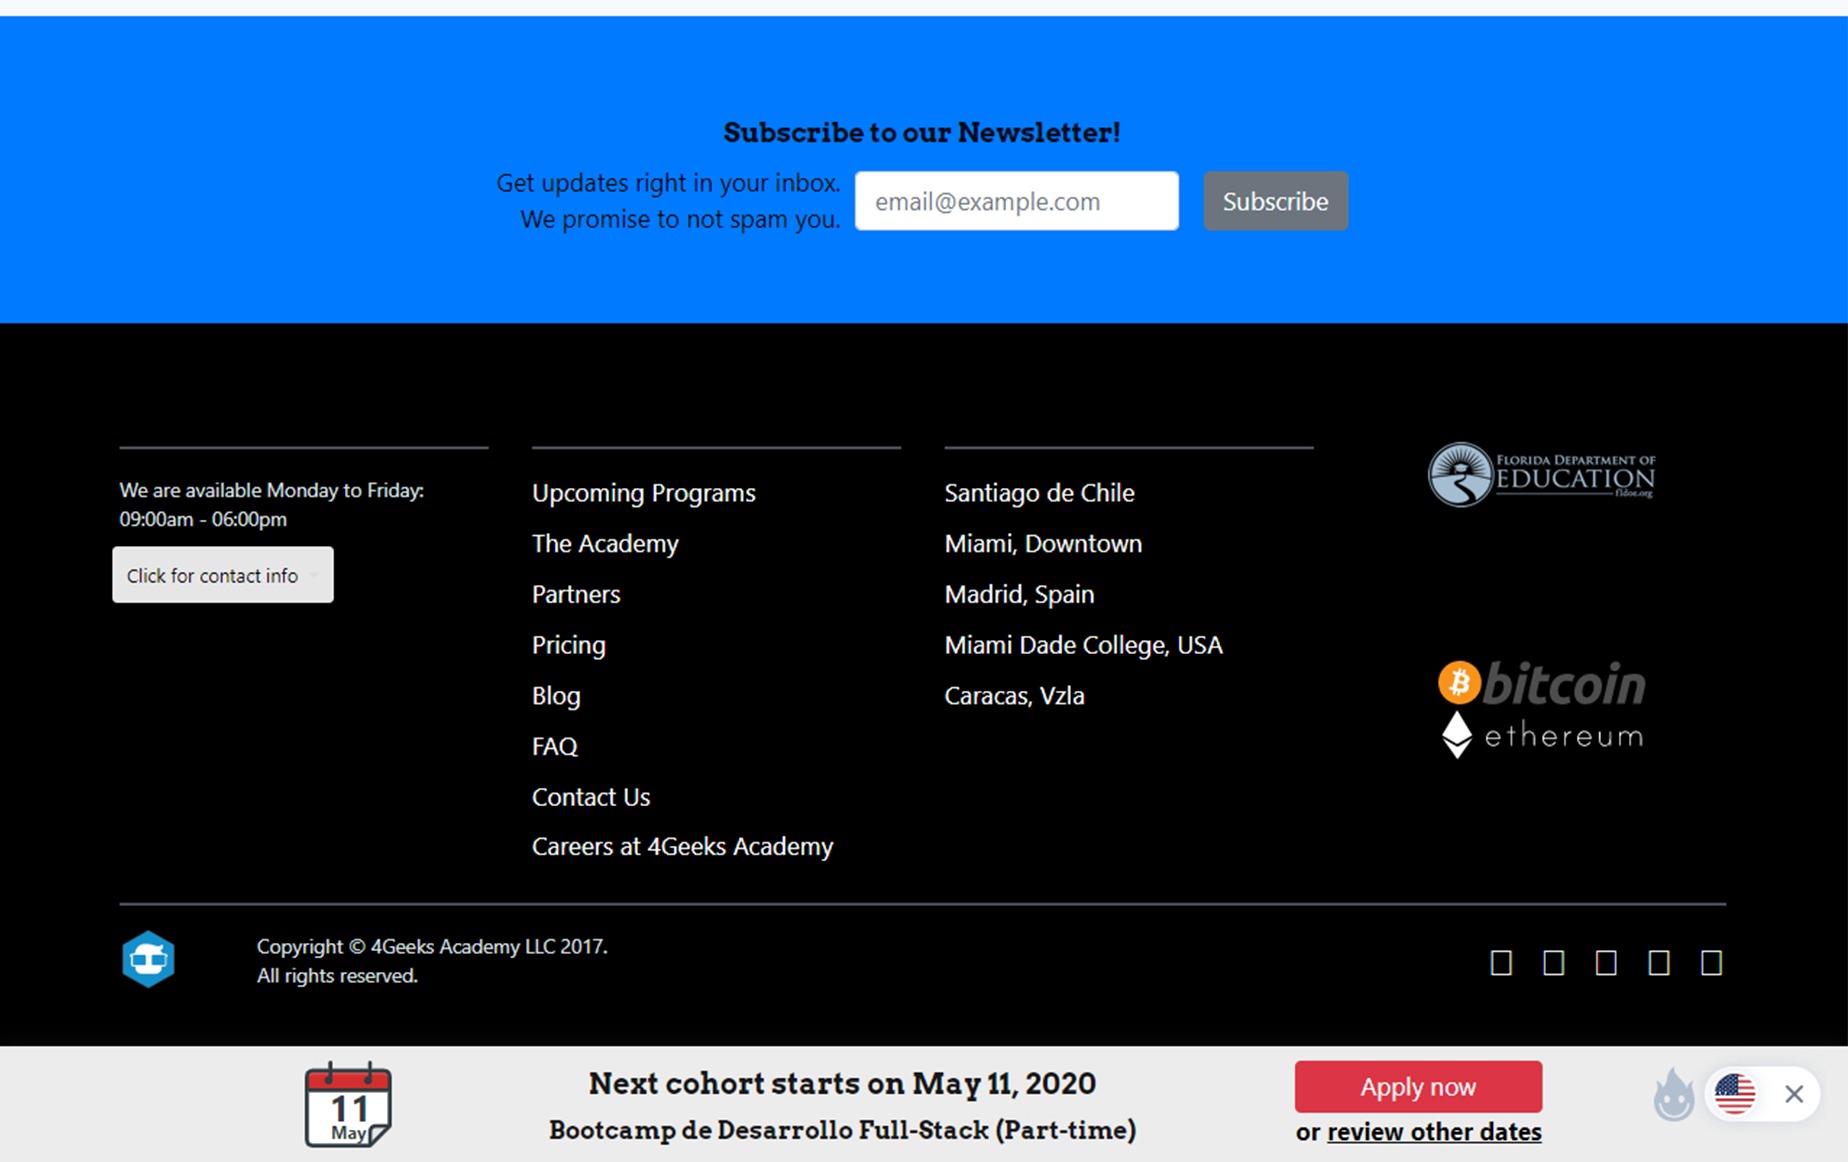 Subscribe to our Newsletter!
Get updates right in your inbox.
We promise to not spam you.
email@example.com
Subscribe
We are available Monday to Friday:
09:00am - 06:00pm
Click for contact info
Upcoming Programs
The Academy
Partners
Pricing
Blog
FAQ
Contact Us
Careers at 4Geeks Academy
Santiago de Chile
Miami, Downtown
Madrid, Spain
Miami Dade College, USA
Caracas, Vzla
FLORIDA DEPARTMENT OF
EDUCATION
fldoe.org
bitcoin
ethereum
Copyright © 4Geeks Academy LLC 2017.
All rights reserved.
11
May
Next cohort starts on May 11, 2020
Bootcamp de Desarrollo Full-Stack (Part-time)
Apply now
or review other dates